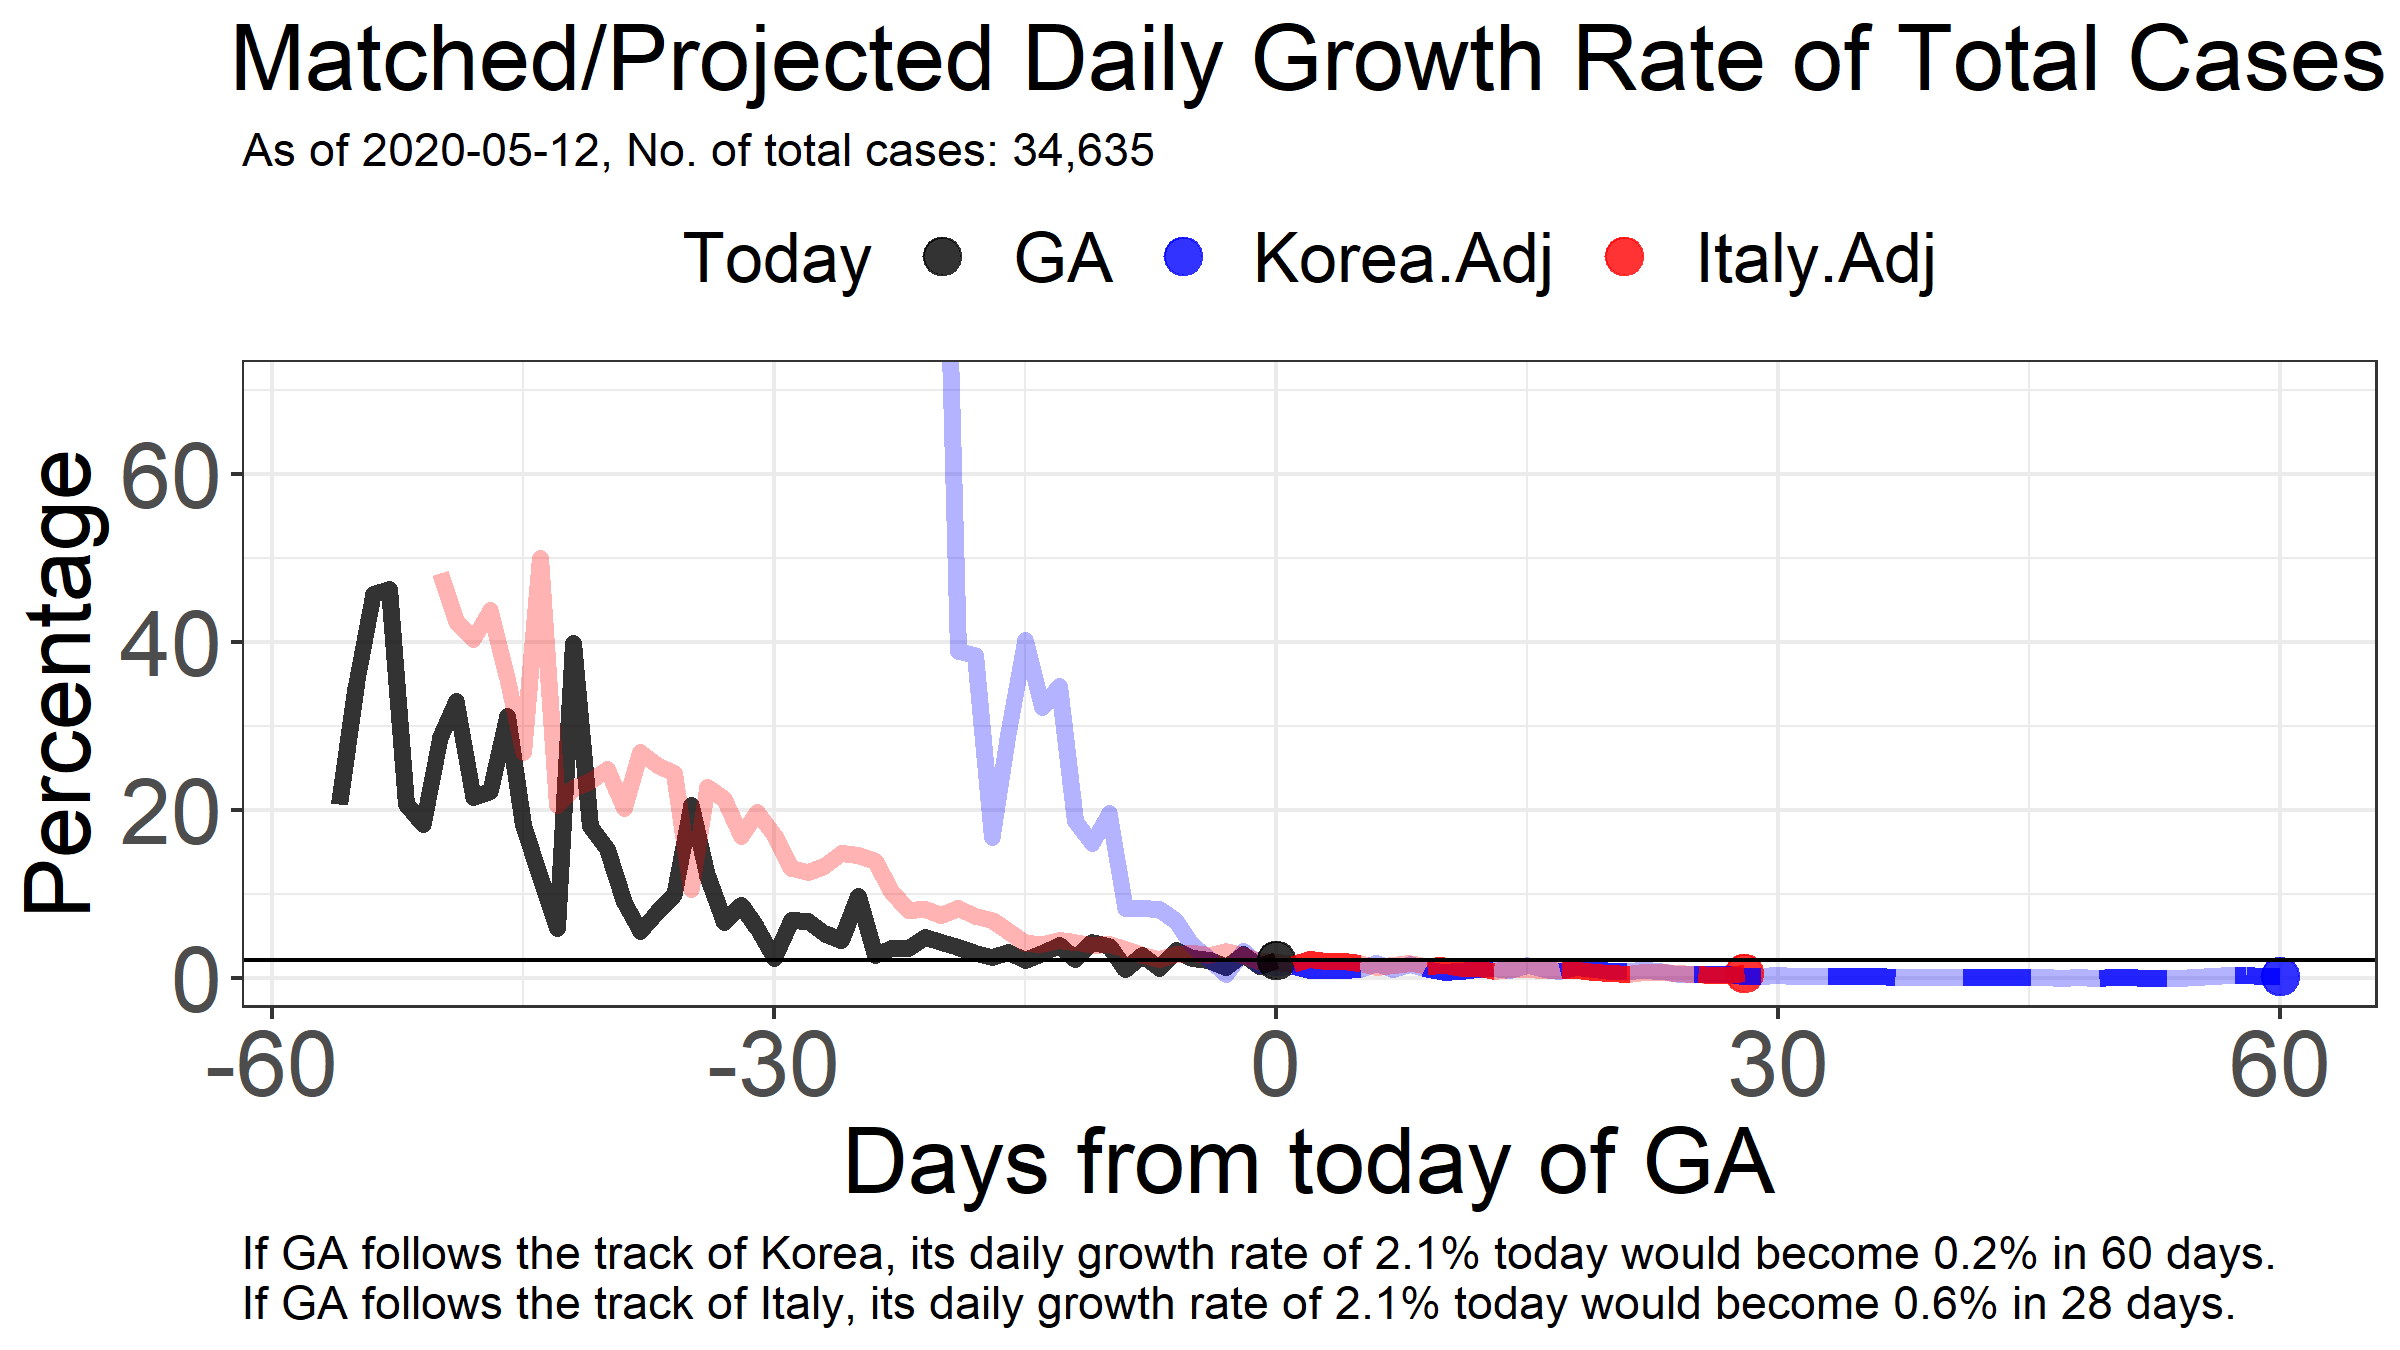 Matched/Projected Daily Growth Rate of Total Cases
As of 2020-05-12, No. of total cases: 34,635
Today GA Korea.Adj Italy.Adj
Percentage
60
40
20
0
-60 -30 0 30 60
Days from today of GA
If GA follows the track of Korea, its daily growth rate of 2.1% today would become 0.2% in 60 days.
If GA follows the track of Italy, its daily growth rate of 2.1% today would become 0.6% in 28 days.